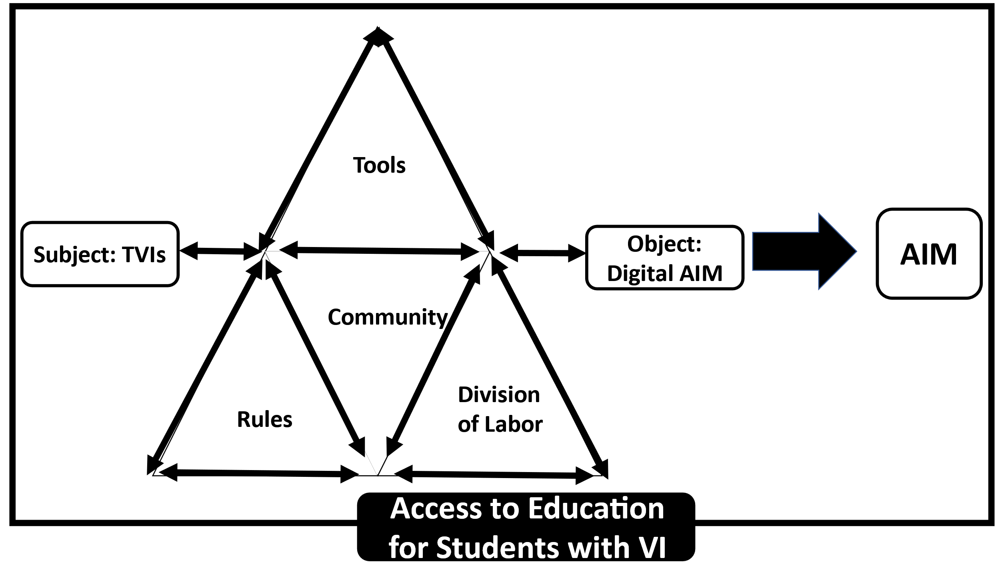 Tools
Subject: TVIs
Object:
Digital AIM
AIM
Community
Division
of Labor
Rules
Access to Education
for Students with VI